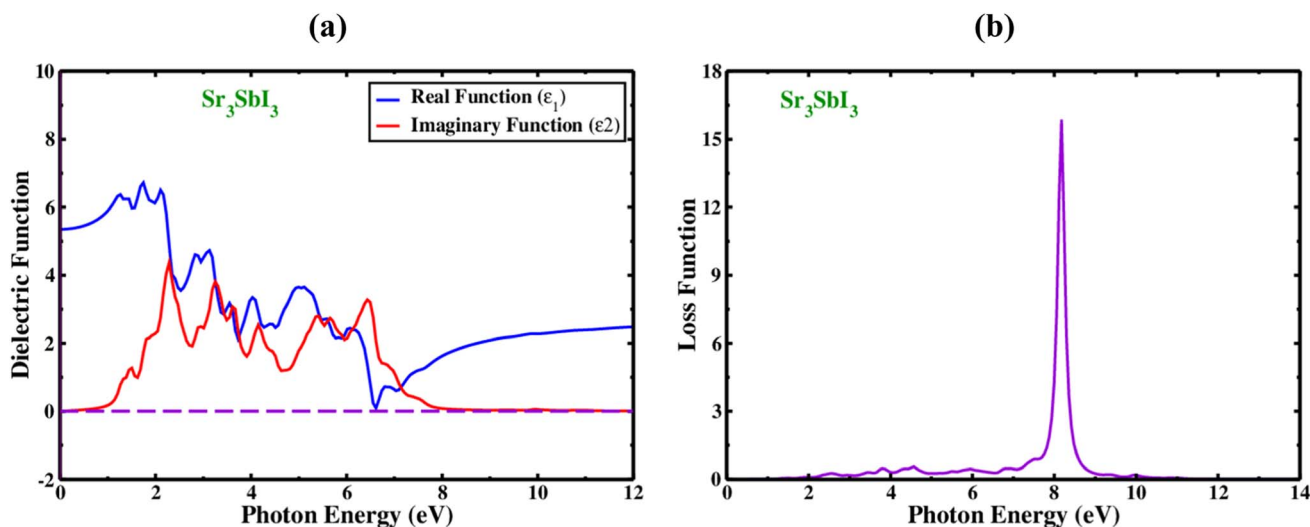 (a)
10
8
6
4
2
0
-2
Dielectric Function
Sr₃SbI₃
Real Function (ε₁)
Imaginary Function (ε2)
0 2 4 6 8 10 12
Photon Energy (eV)
(b)
18
15
12
9
6
3
0
Loss Function
Sr₃SbI₃
0 2 4 6 8 10 12 14
Photon Energy (eV)